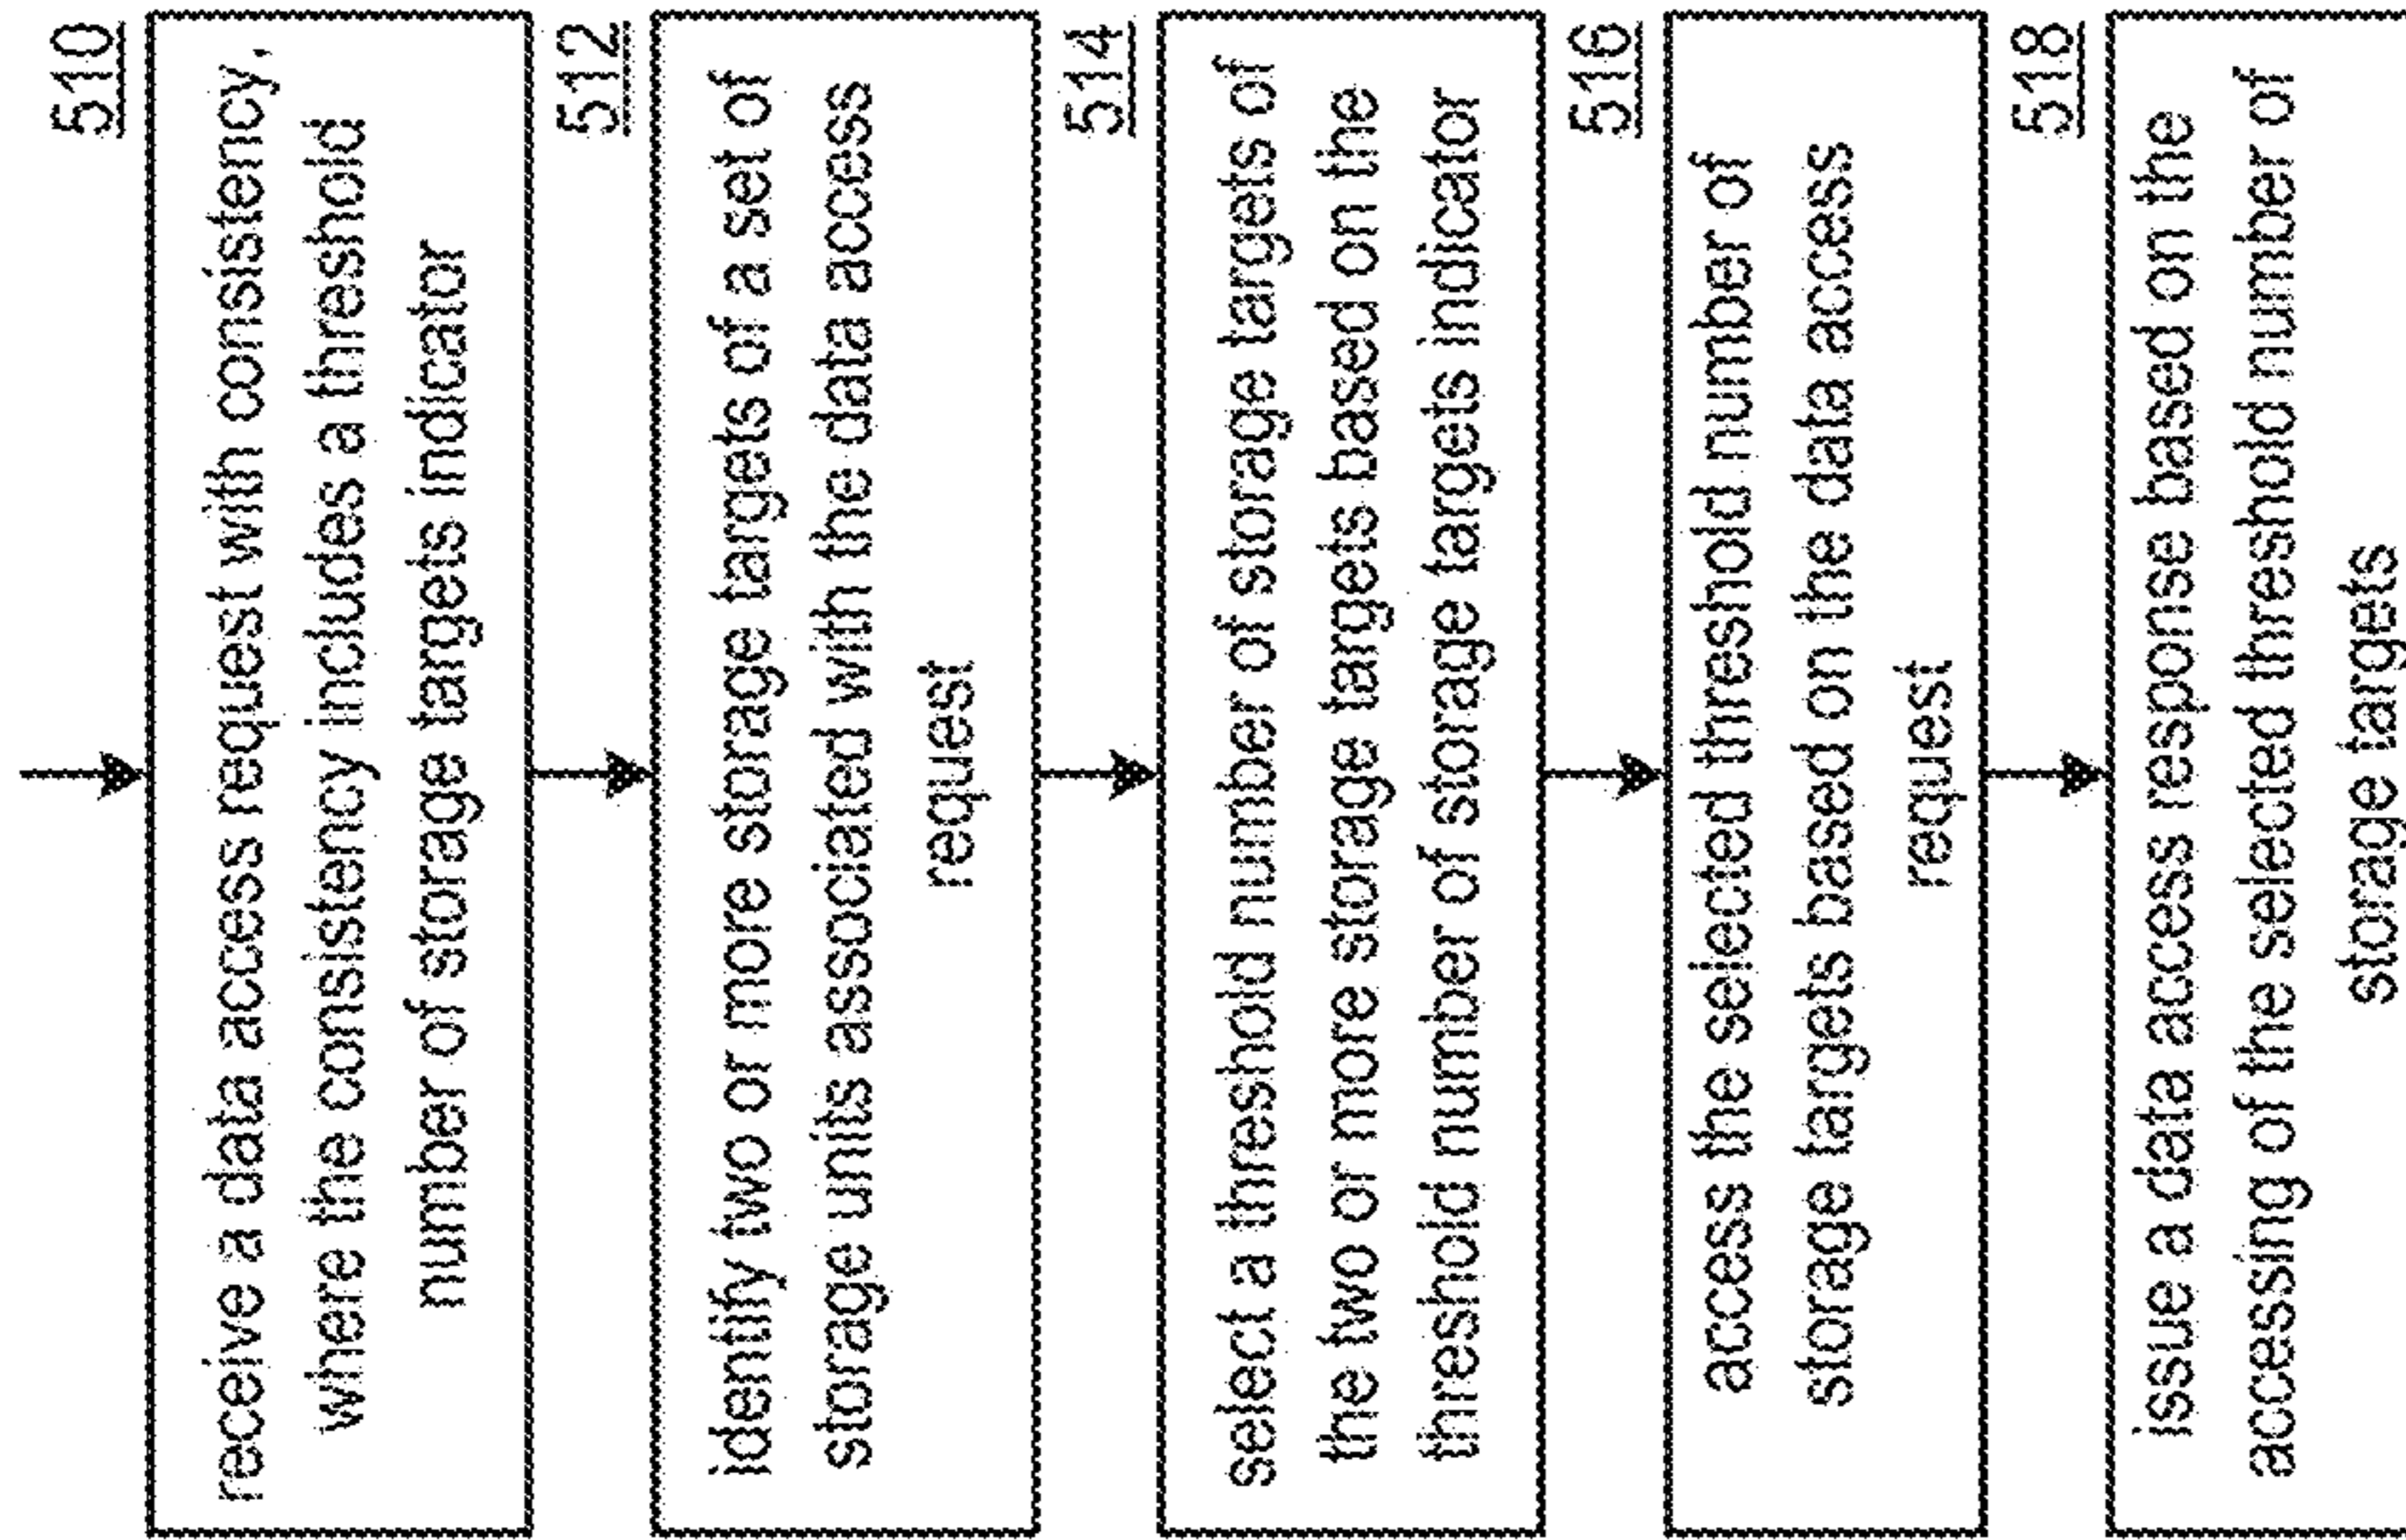 510
receive a data access request with consistency,
where the consistency includes a threshold
number of storage targets indicator
512
identify two or more storage targets of a set of
storage units associated with the data access
request
514
select a threshold number of storage targets of
the two or more storage targets based on the
threshold number of storage targets indicator
516
access the selected threshold number of
storage targets based on the data access
request
518
issue a data access response based on the
accessing of the selected threshold number of
storage targets